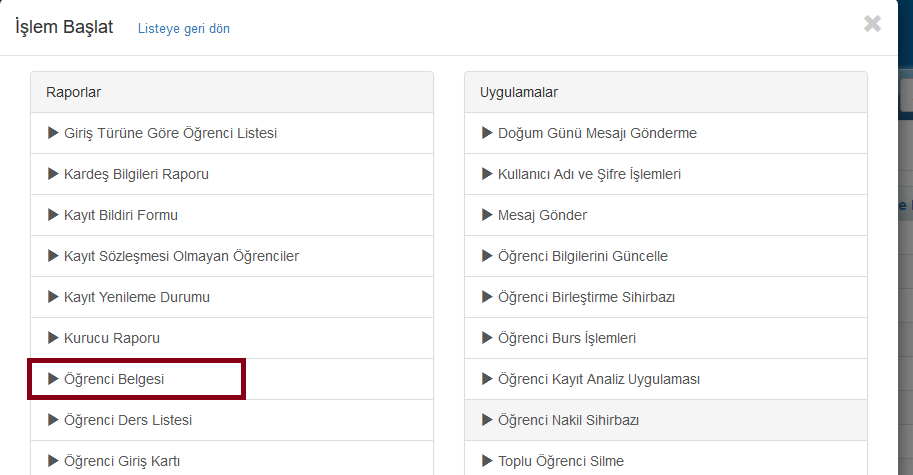 İşlem Başlat Listeye geri dön
Raporlar
Giriş Türüne Göre Öğrenci Listesi
Kardeş Bilgileri Raporu
Kayıt Bildiri Formu
Kayıt Sözleşmesi Olmayan Öğrenciler
Kayıt Yenileme Durumu
Kurucu Raporu
Öğrenci Belgesi
Öğrenci Ders Listesi
Öğrenci Giriş Kartı
Uygulamalar
Doğum Günü Mesajı Gönderme
Kullanıcı Adı ve Şifre İşlemleri
Mesaj Gönder
Öğrenci Bilgilerini Güncelle
Öğrenci Birleştirme Sihirbazı
Öğrenci Burs İşlemleri
Öğrenci Kayıt Analiz Uygulaması
Öğrenci Nakil Sihirbazı
Toplu Öğrenci Silme